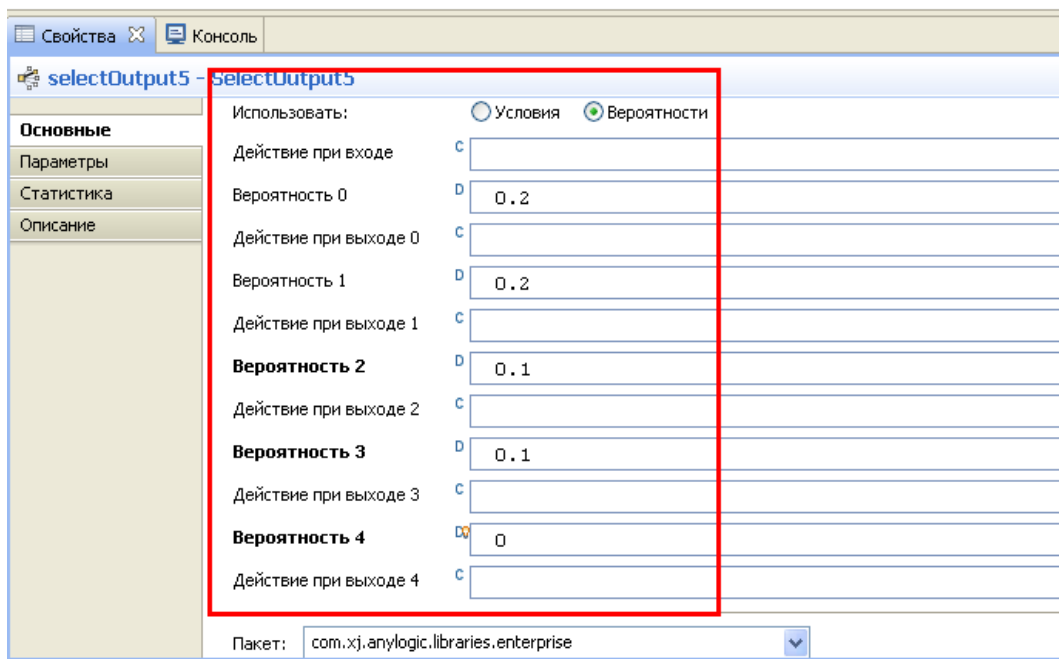 Свойства Консоль
selectOutput5 - SelectOutput5
Основные
Параметры
Статистика
Описание
Использовать: Условия Вероятности
Действие при входе C
Вероятность 0 D 0.2
Действие при выходе 0 C
Вероятность 1 D 0.2
Действие при выходе 1 C
Вероятность 2 D 0.1
Действие при выходе 2 C
Вероятность 3 D 0.1
Действие при выходе 3 C
Вероятность 4 D 0
Действие при выходе 4 C
Пакет: com.xj.anylogic.libraries.enterprise